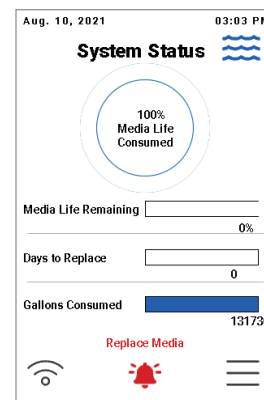 Aug. 10, 2021 03:03 PM
System Status
100%
Media Life
Consumed
Media Life Remaining
0%
Days to Replace
0
Gallons Consumed
13173
Replace Media